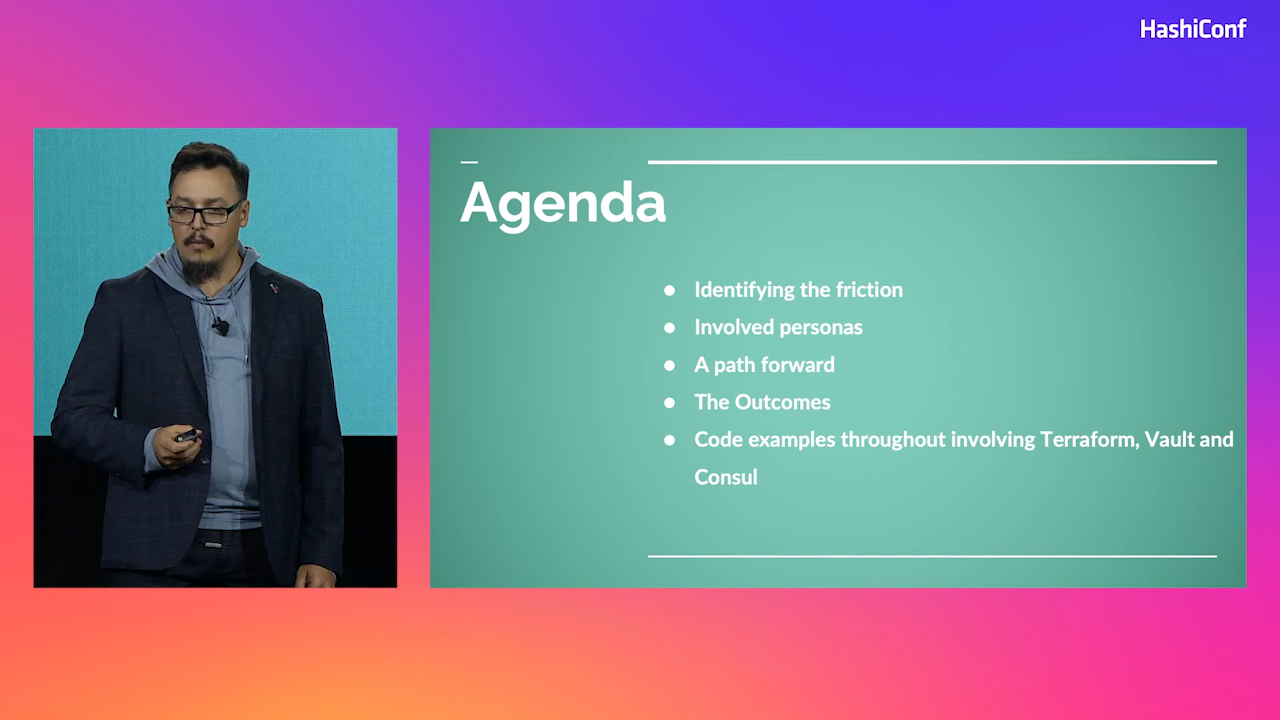 HashiConf
Agenda
● Identifying the friction
● Involved personas
● A path forward
● The Outcomes
● Code examples throughout involving Terraform, Vault and
Consul